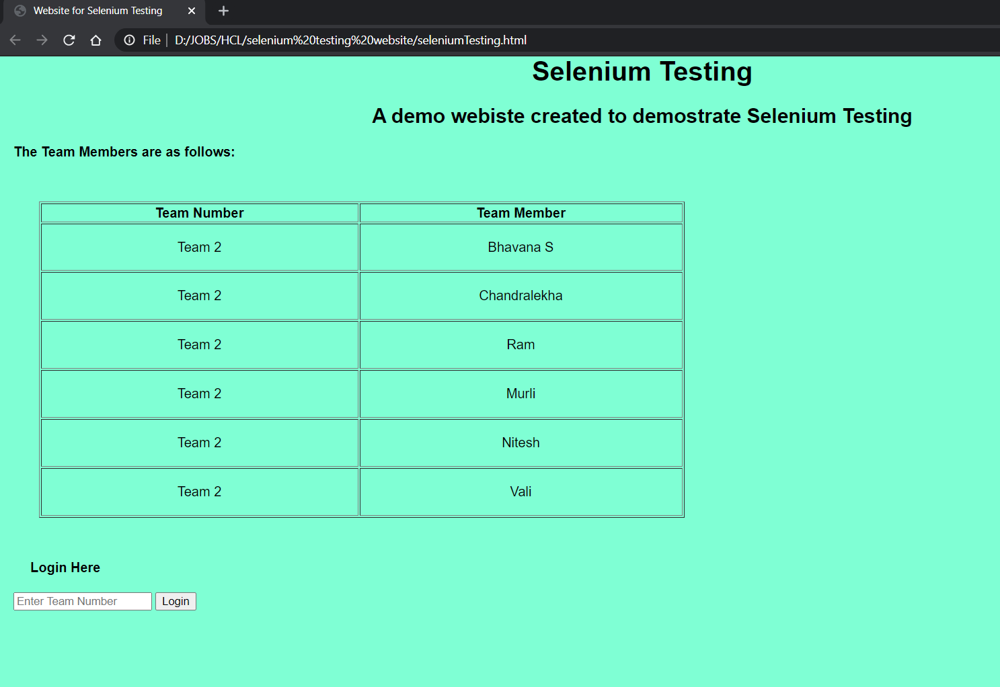 Website for Selenium Testing
File D:/JOBS/HCL/selenium%20testing%20website/seleniumTesting.html
Selenium Testing
A demo webiste created to demostrate Selenium Testing
The Team Members are as follows:
Team Number Team Member
Team 2 Bhavana S
Team 2 Chandralekha
Team 2 Ram
Team 2 Murli
Team 2 Nitesh
Team 2 Vali
Login Here
Enter Team Number Login